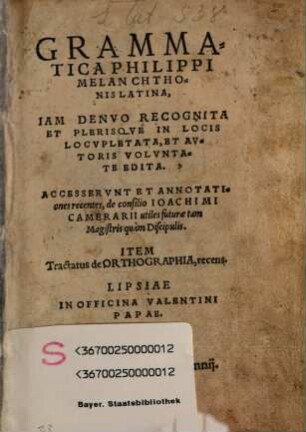 GRAMMA-
TICA PHILIPPI
MELANCHTHO-
NIS LATINA,
IAM DENVO RECOGNITA
ET PLERISQVE IN LOCIS
LOCVPLETATA, ET AV-
TORIS VOLVNTA-
TE EDITA.
ACCESSERVNT ET ANNOTATI-
ones recentes, de consilio IOACHIMI
CAMERARII utiles futuræ tam
Magistris quàm Discipulis.
ITEM
Tractatus de ORTHOGRAPHIA, recens.
LIPSIAE
IN OFFICINA VALENTINI
PAPAE.
S
<36700250000012
<36700250000012
Bayer. Staatsbibliothek